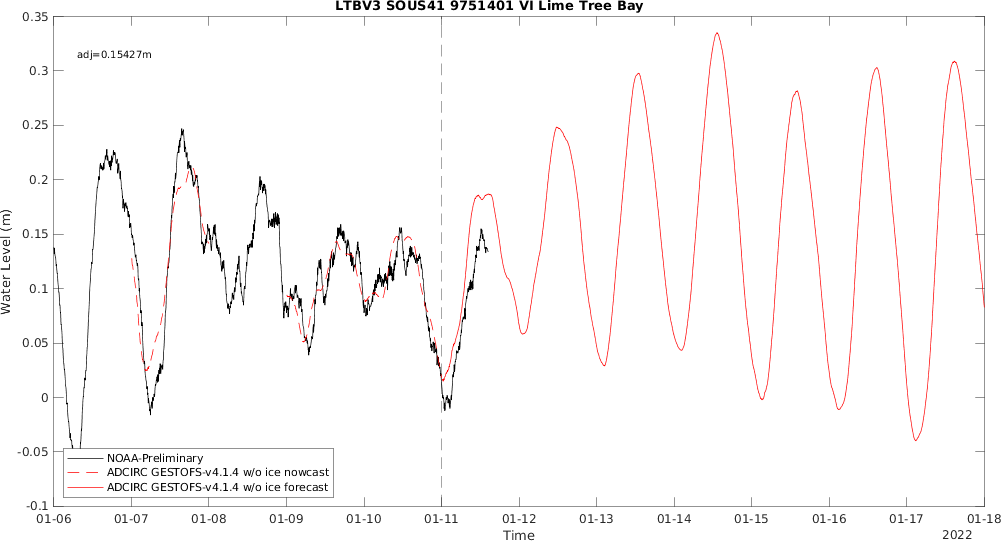 LTBV3 SOUS41 9751401 VI Lime Tree Bay
adj=0.15427m
Water Level (m)
0.35
0.3
0.25
0.2
0.15
0.1
0.05
0
-0.05
-0.1
NOAA-Preliminary
ADCIRC GESTOFS-v4.1.4 w/o ice nowcast
ADCIRC GESTOFS-v4.1.4 w/o ice forecast
01-06 01-07 01-08 01-09 01-10 01-11 01-12 01-13 01-14 01-15 01-16 01-17 01-18
Time
2022